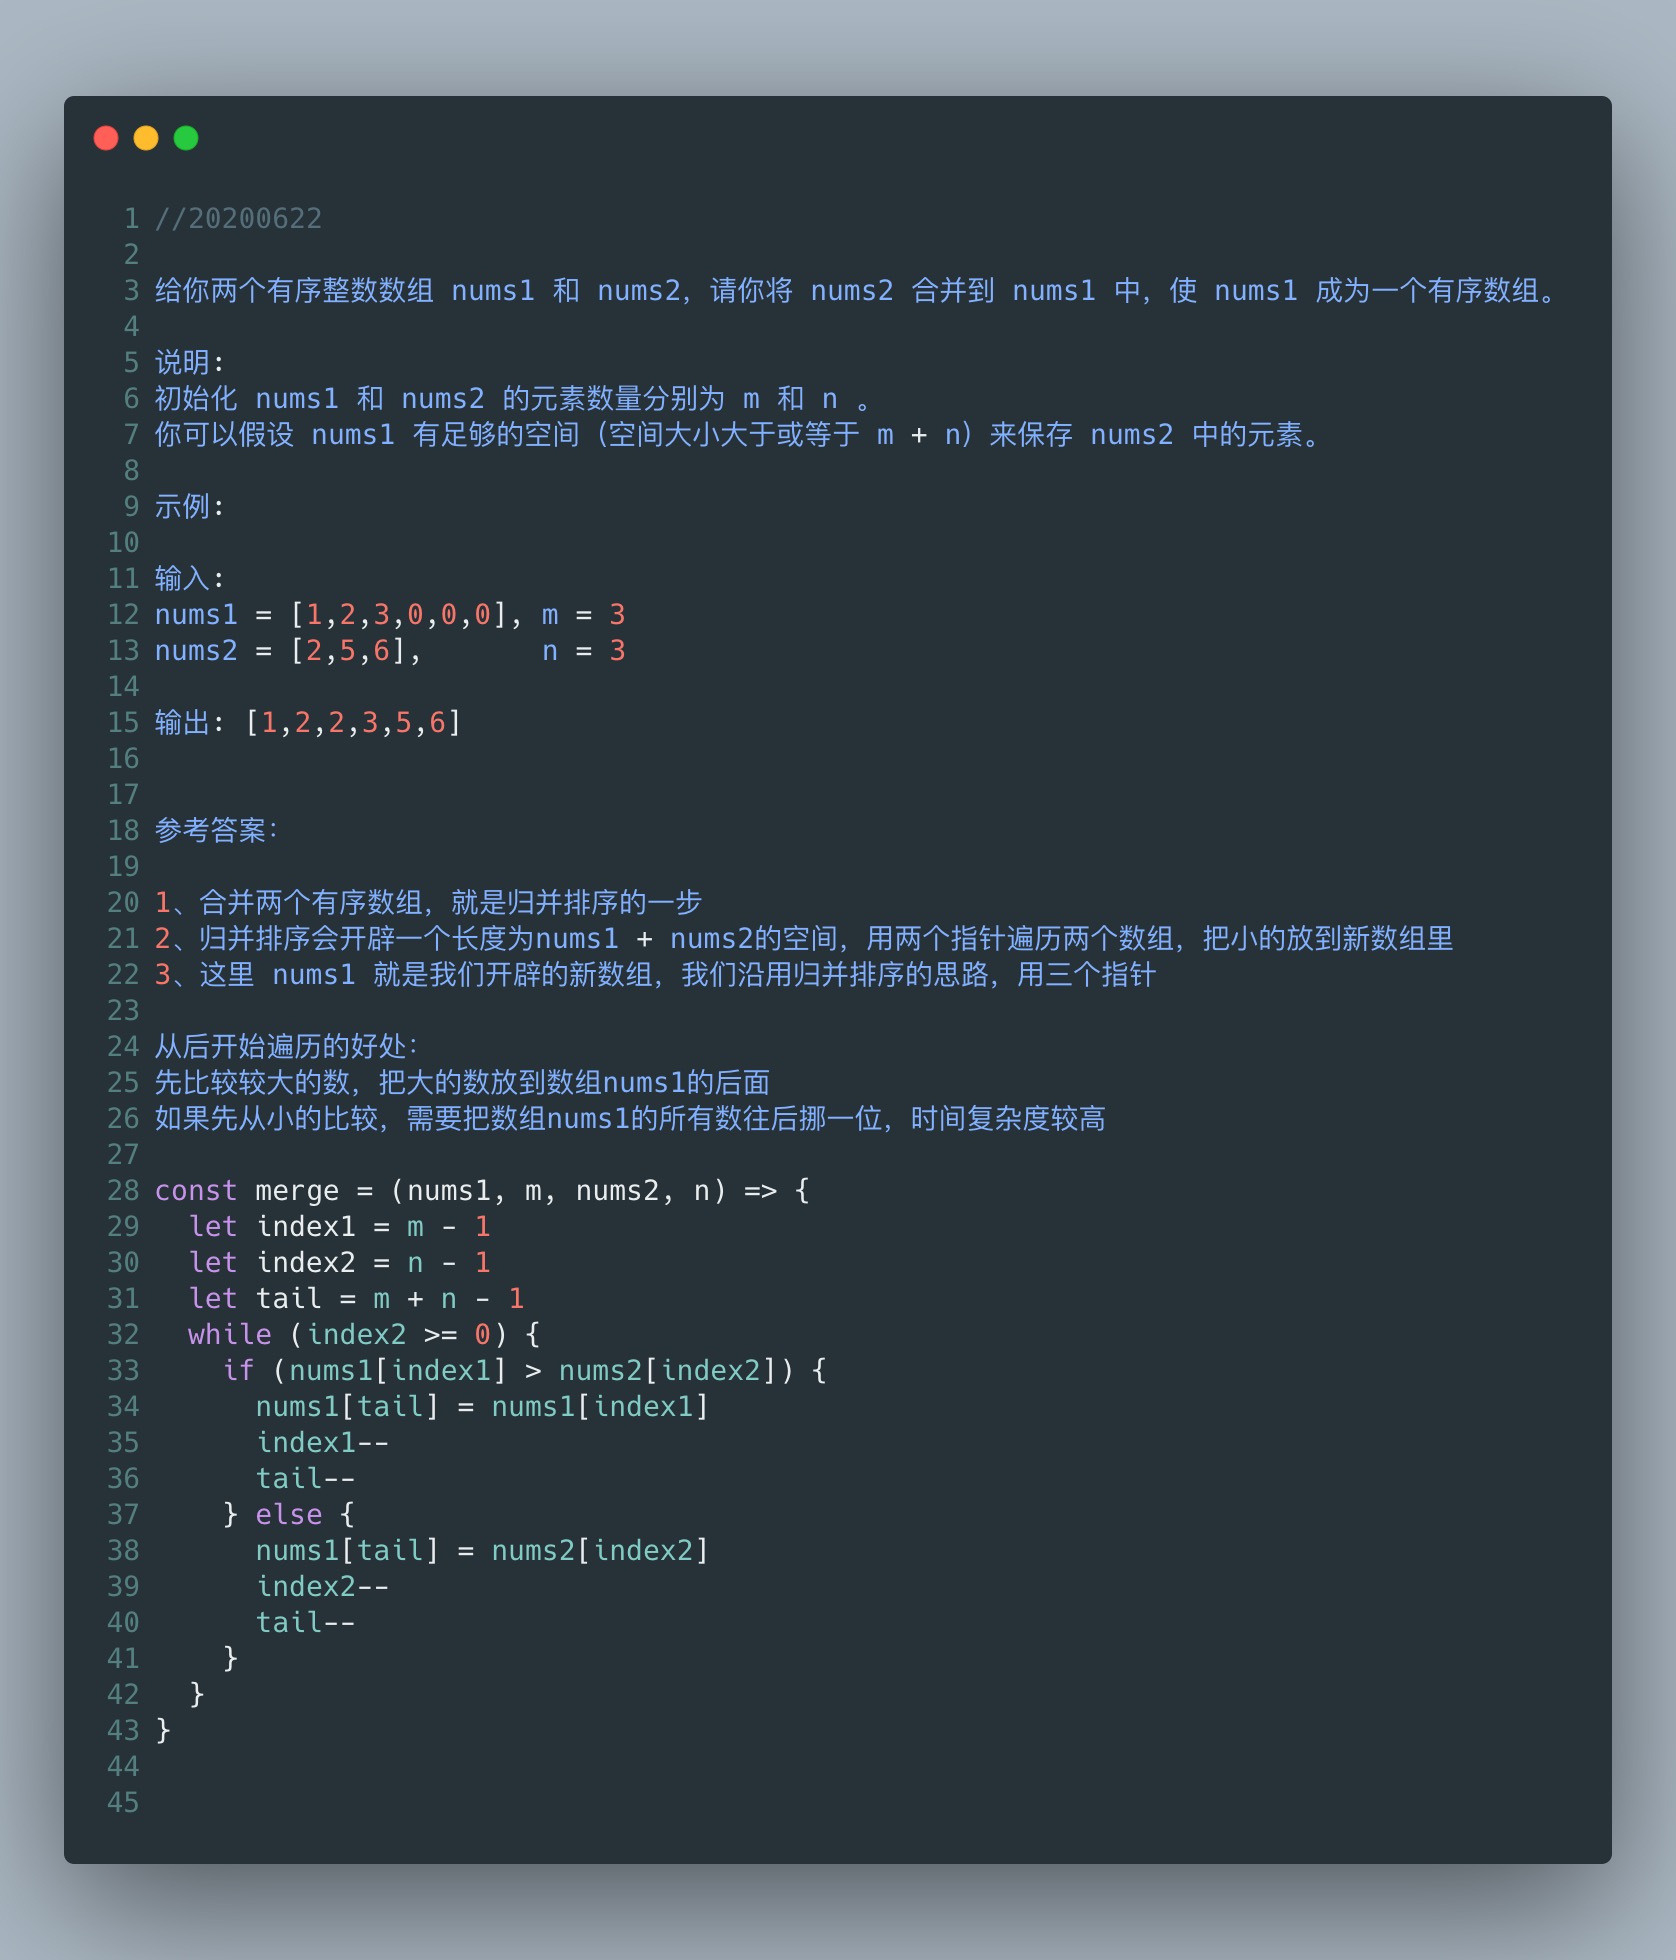 1 //20200622
2
3 给你两个有序整数数组 nums1 和 nums2，请你将 nums2 合并到 nums1 中，使 nums1 成为一个有序数组。
4
5 说明:
6 初始化 nums1 和 nums2 的元素数量分别为 m 和 n 。
7 你可以假设 nums1 有足够的空间（空间大小大于或等于 m + n）来保存 nums2 中的元素。
8
9 示例:
10
11 输入:
12 nums1 = [1,2,3,0,0,0], m = 3
13 nums2 = [2,5,6],       n = 3
14
15 输出: [1,2,2,3,5,6]
16
17
18 参考答案：
19
20 1、合并两个有序数组，就是归并排序的一步
21 2、归并排序会开辟一个长度为nums1 + nums2的空间，用两个指针遍历两个数组，把小的放到新数组里
22 3、这里 nums1 就是我们开辟的新数组，我们沿用归并排序的思路，用三个指针
23
24 从后开始遍历的好处：
25 先比较较大的数，把大的数放到数组nums1的后面
26 如果先从小的比较，需要把数组nums1的所有数往后挪一位，时间复杂度较高
27
28 const merge = (nums1, m, nums2, n) => {
29   let index1 = m - 1
30   let index2 = n - 1
31   let tail = m + n - 1
32   while (index2 >= 0) {
33     if (nums1[index1] > nums2[index2]) {
34       nums1[tail] = nums1[index1]
35       index1--
36       tail--
37     } else {
38       nums1[tail] = nums2[index2]
39       index2--
40       tail--
41     }
42   }
43 }
44
45